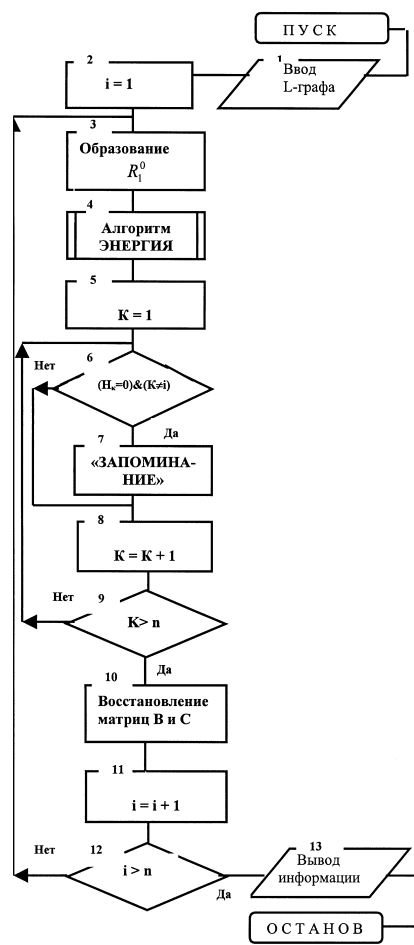 ПУСК
1
Ввод
L-графа
2
i = 1
3
Образование
R₁⁰
4
Алгоритм
ЭНЕРГИЯ
5
K = 1
6
Нет
(Hₖ=0)&(K≠i)
Да
7
«ЗАПОМИНА-
НИЕ»
8
K = K + 1
Нет
9
K> n
Да
10
Восстановление
матриц В и С
11
i = i + 1
Нет
12
i > n
Да
13
Вывод
информации
ОСТАНОВ